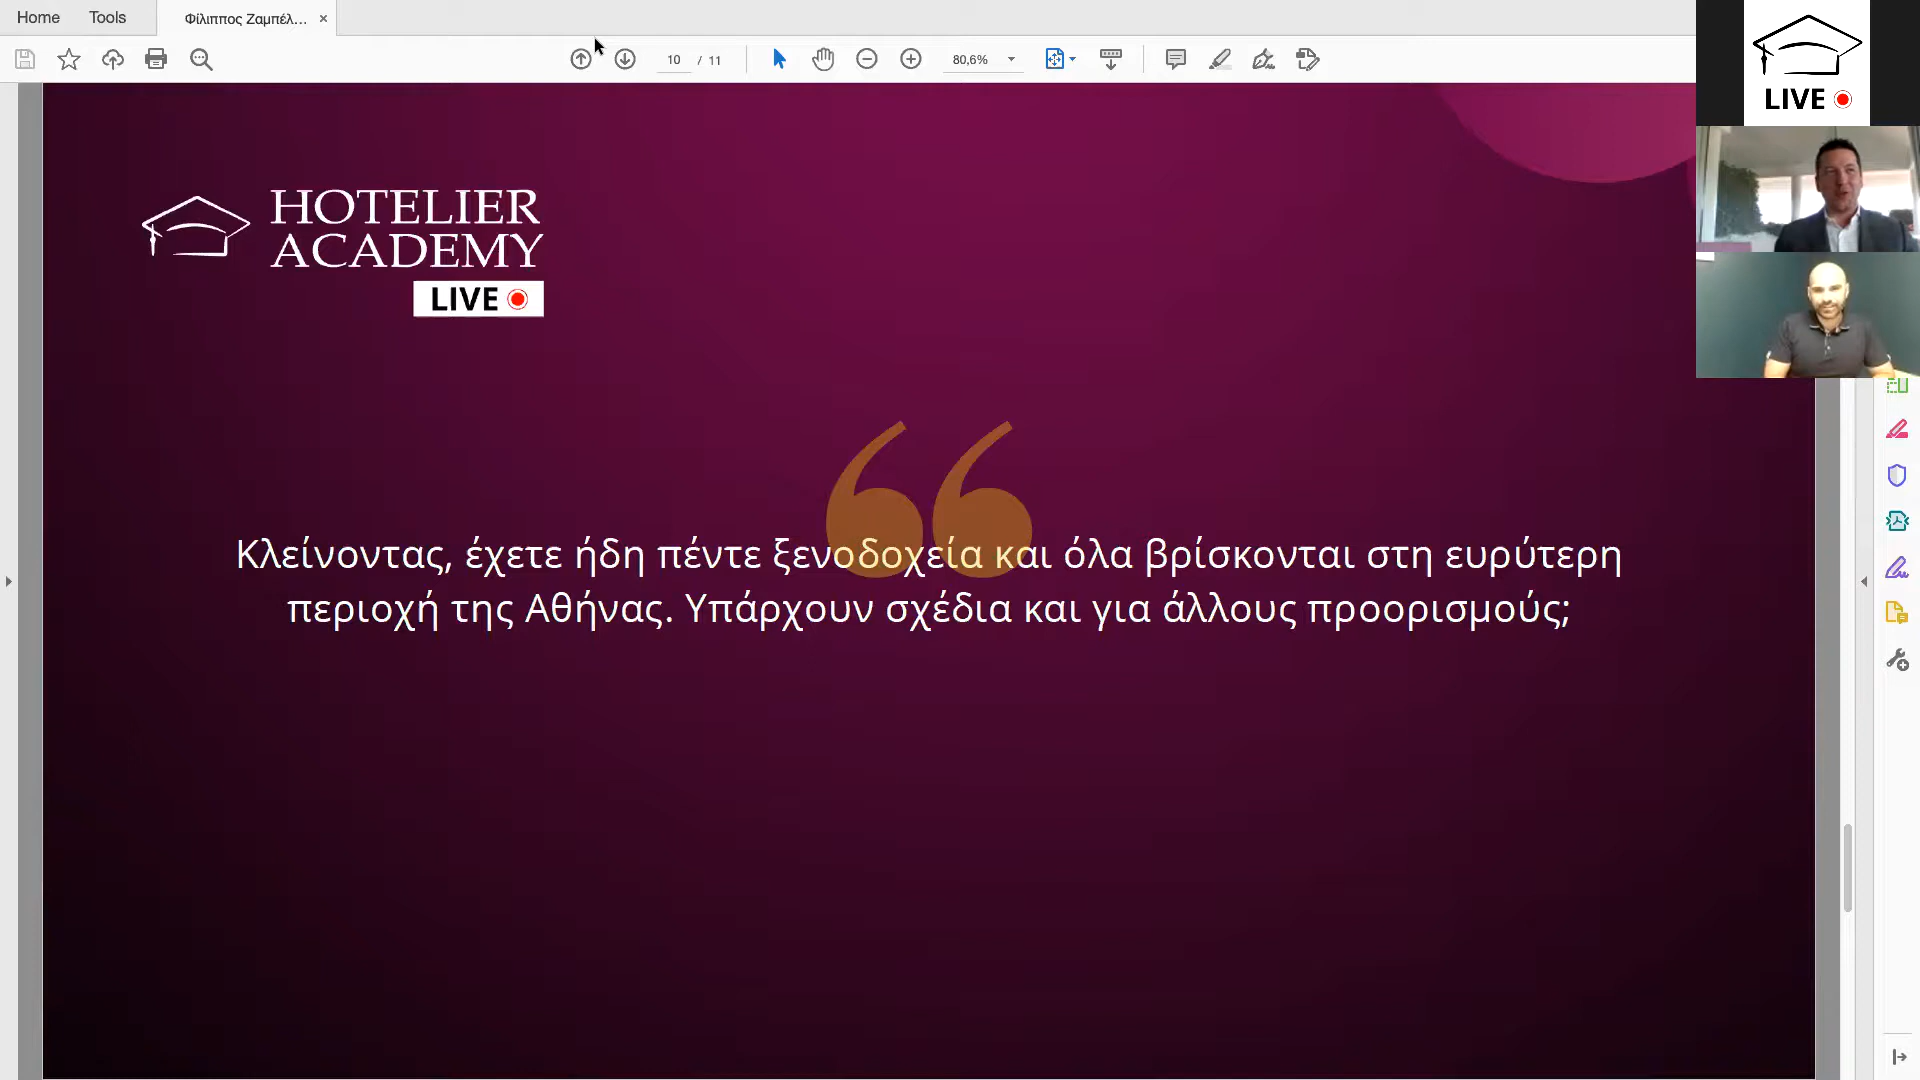 Home
Tools
Φίλιππος Ζαμπέλ...
10 / 11
80,6%
LIVE
HOTELIER
ACADEMY
LIVE
Κλείνοντας, έχετε ήδη πέντε ξενοδοχεία και όλα βρίσκονται στη ευρύτερη
περιοχή της Αθήνας. Υπάρχουν σχέδια και για άλλους προορισμούς;